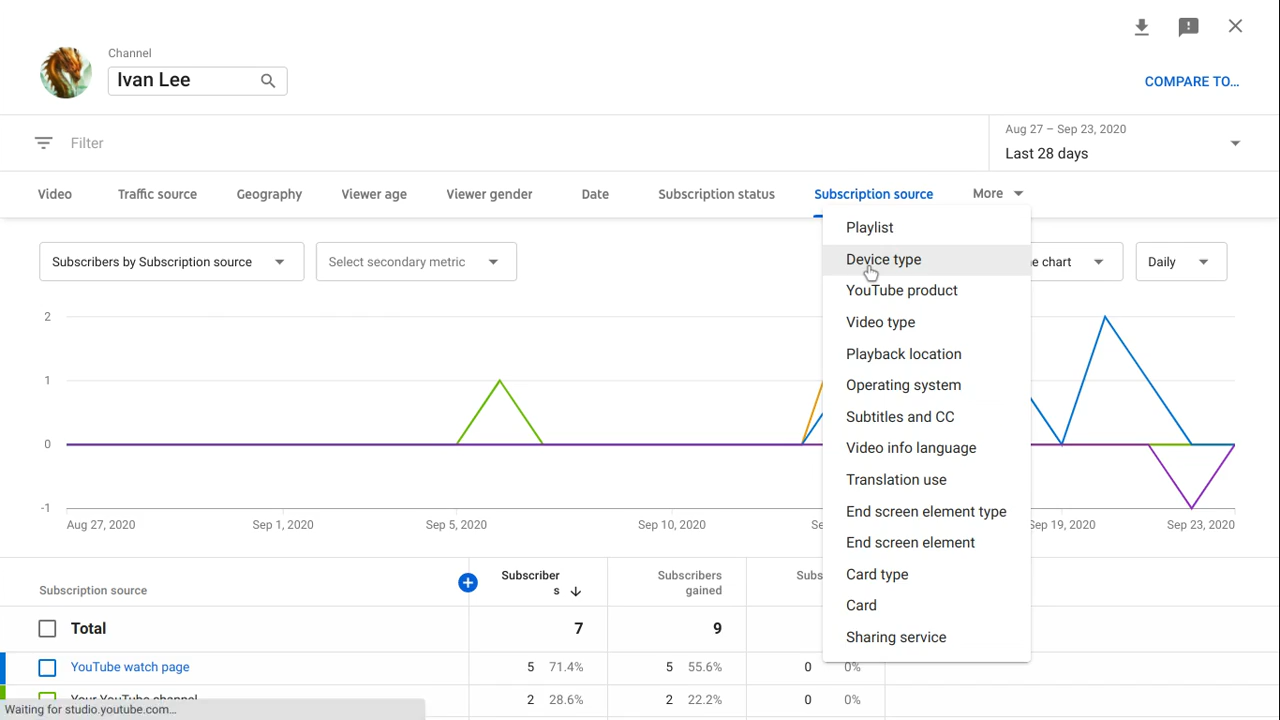 Channel
Ivan Lee
COMPARE TO...
Filter
Aug 27 – Sep 23, 2020
Last 28 days
Video
Traffic source
Geography
Viewer age
Viewer gender
Date
Subscription status
Subscription source
More
Playlist
Device type
YouTube product
Video type
Playback location
Operating system
Subtitles and CC
Video info language
Translation use
End screen element type
End screen element
Card type
Card
Sharing service
Subscribers by Subscription source
Select secondary metric
e chart
Daily
2
1
0
-1
Aug 27, 2020
Sep 1, 2020
Sep 5, 2020
Sep 10, 2020
Se
Sep 19, 2020
Sep 23, 2020
Subscription source
Subscriber
s
Subscribers
gained
Subs
Total
7
9
YouTube watch page
5 71.4%
5 55.6%
0 0%
Your YouTube channel
2 28.6%
2 22.2%
0 0%
Waiting for studio.youtube.com...